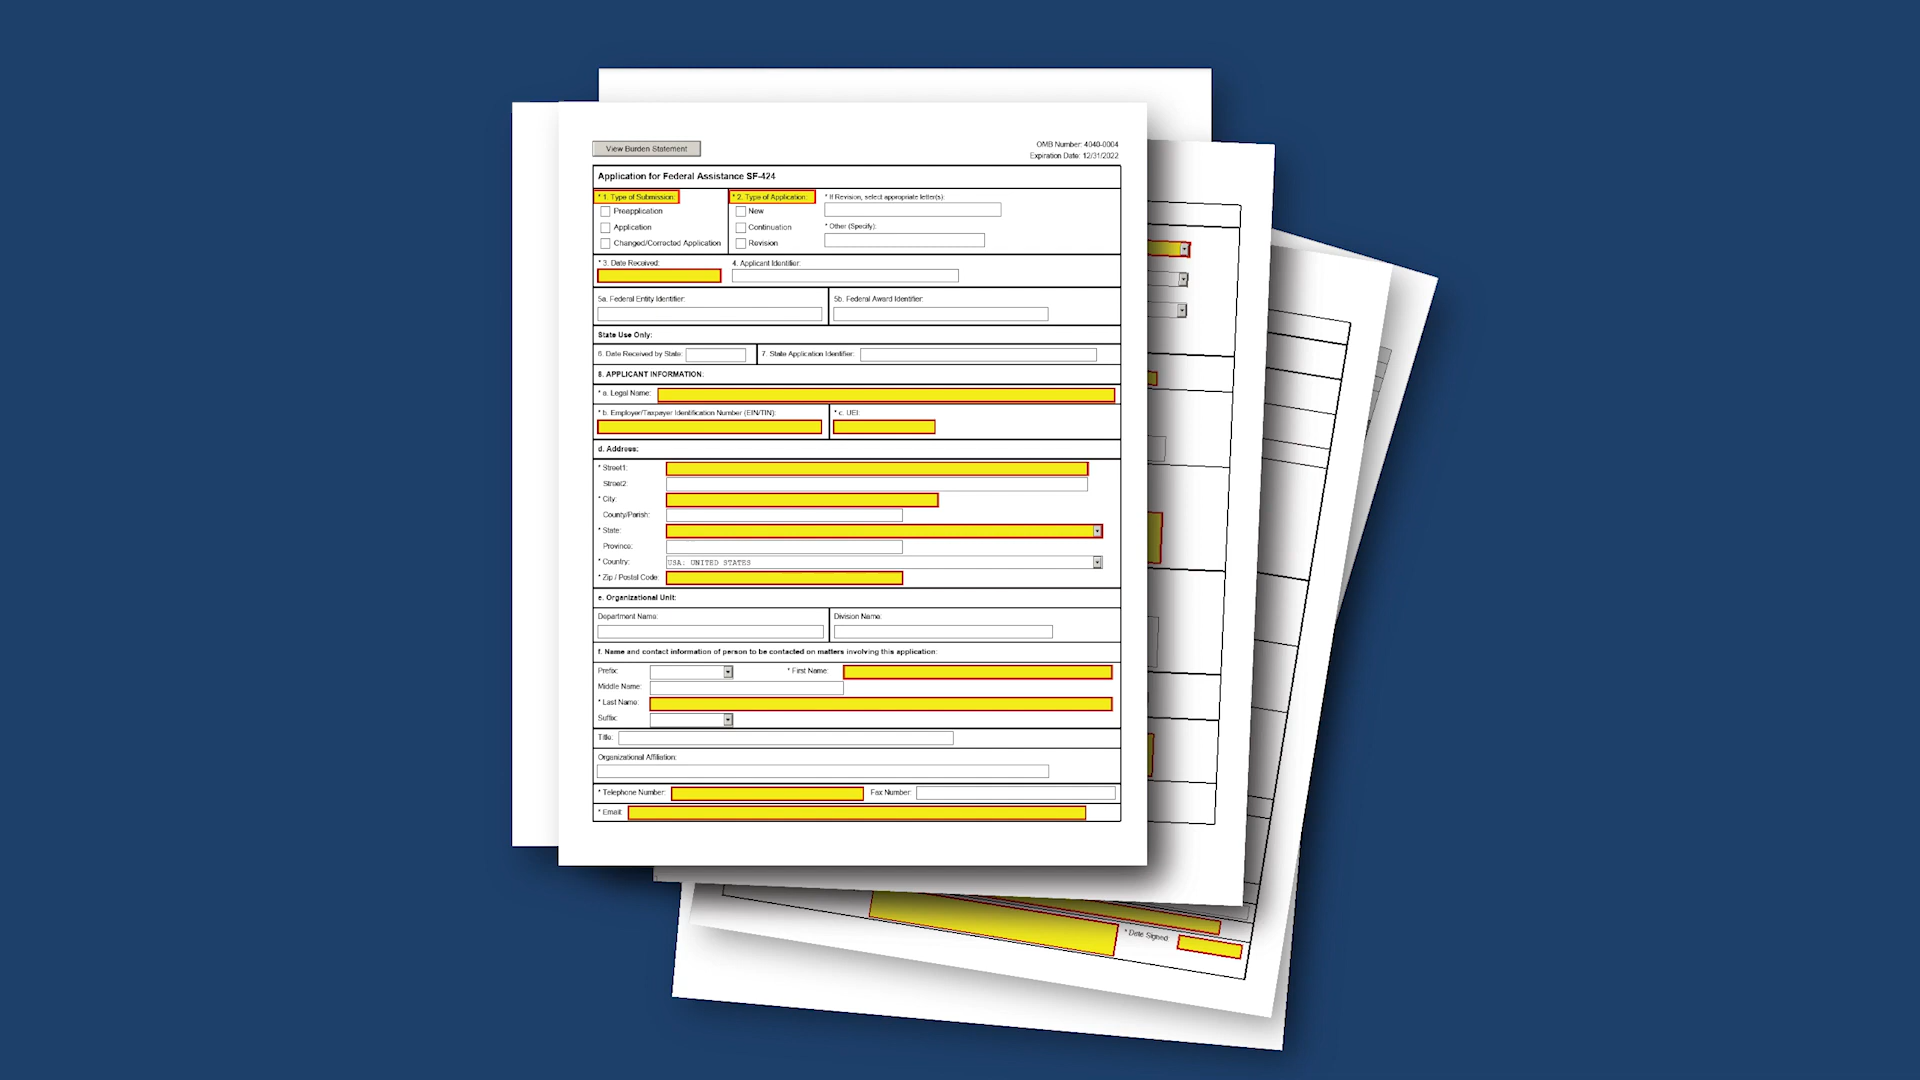 View Burden Statement
OMB Number: 4040-0004
Expiration Date: 12/31/2022
Application for Federal Assistance SF-424
* 1. Type of Submission:
Preapplication
Application
Changed/Corrected Application
* 2. Type of Application:
New
Continuation
Revision
* If Revision, select appropriate letter(s):
* Other (Specify):
* 3. Date Received:
4. Applicant Identifier:
5a. Federal Entity Identifier:
5b. Federal Award Identifier:
State Use Only:
6. Date Received by State:
7. State Application Identifier:
8. APPLICANT INFORMATION:
* a. Legal Name:
* b. Employer/Taxpayer Identification Number (EIN/TIN):
* c. UEI:
d. Address:
* Street1:
Street2:
* City:
County/Parish:
* State:
Province:
* Country:
USA: UNITED STATES
* Zip / Postal Code:
e. Organizational Unit:
Department Name:
Division Name:
f. Name and contact information of person to be contacted on matters involving this application:
Prefix:
* First Name:
Middle Name:
* Last Name:
Suffix:
Title:
Organizational Affiliation:
* Telephone Number:
Fax Number:
* Email:
* Date Signed: